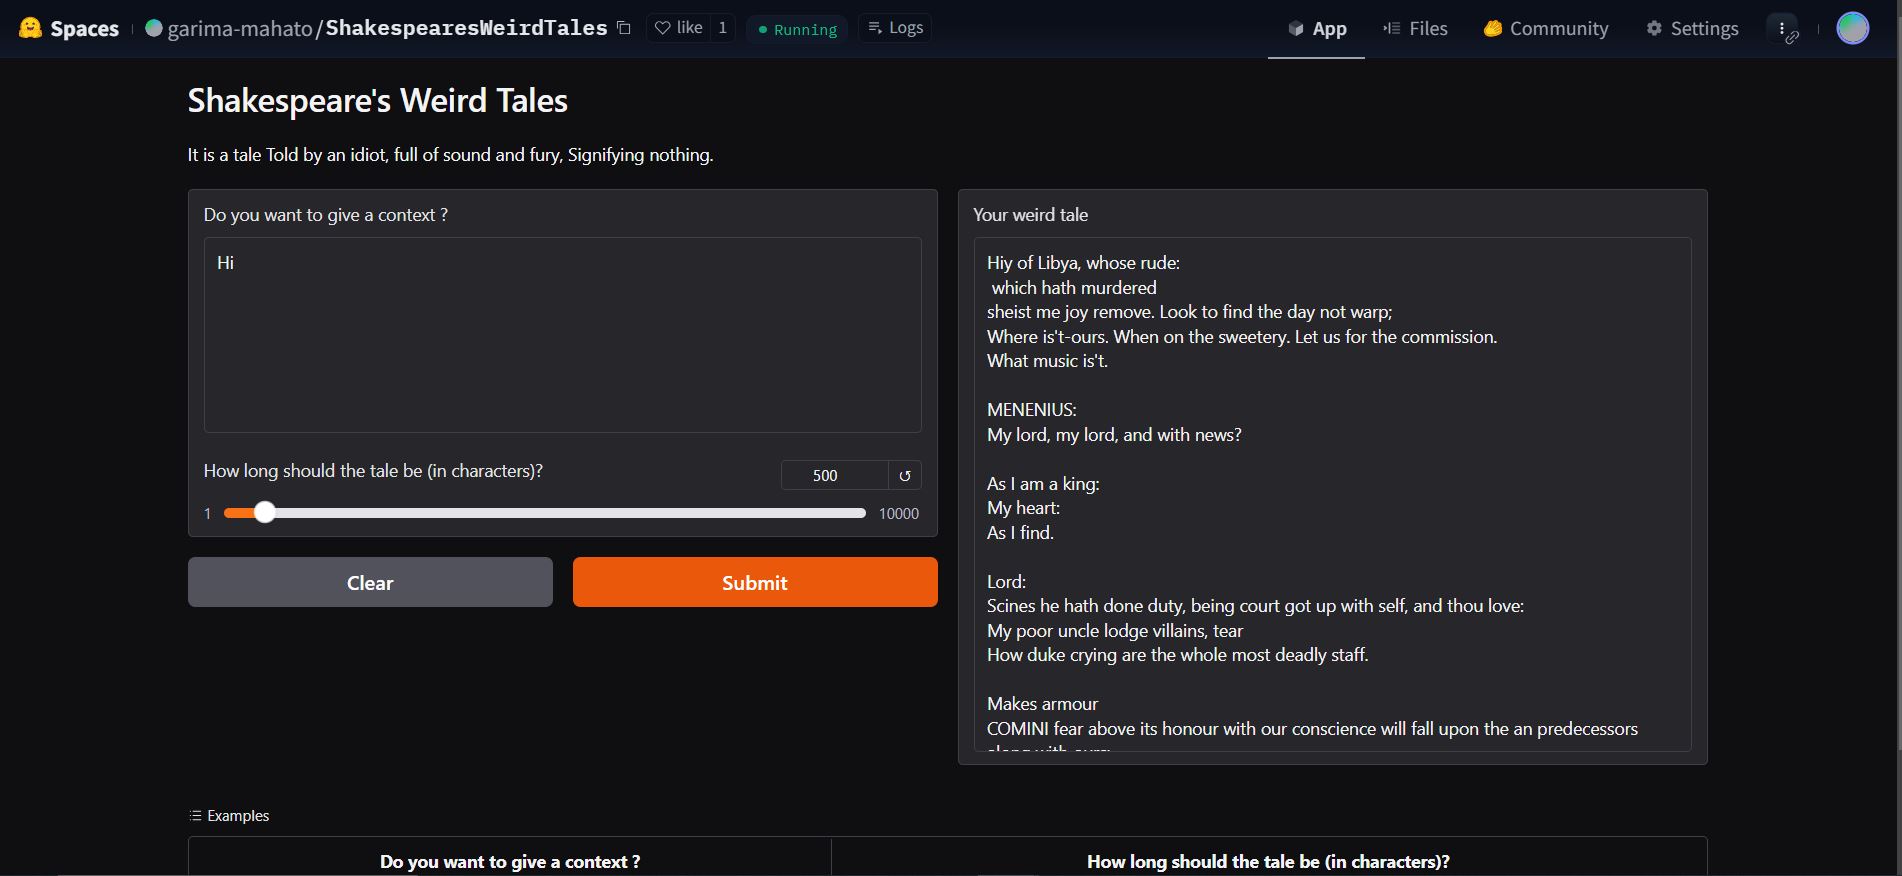 Spaces garima-mahato/ShakespearesWeirdTales like 1 Running Logs App Files Community Settings
Shakespeare's Weird Tales
It is a tale Told by an idiot, full of sound and fury, Signifying nothing.
Do you want to give a context ?
Hi
How long should the tale be (in characters)? 500
1 10000
Clear Submit
Your weird tale
Hiy of Libya, whose rude:
which hath murdered
sheist me joy remove. Look to find the day not warp;
Where is't-ours. When on the sweetery. Let us for the commission.
What music is't.
MENENIUS:
My lord, my lord, and with news?
As I am a king:
My heart:
As I find.
Lord:
Scines he hath done duty, being court got up with self, and thou love:
My poor uncle lodge villains, tear
How duke crying are the whole most deadly staff.
Makes armour
COMINI fear above its honour with our conscience will fall upon the an predecessors
Examples
Do you want to give a context ? How long should the tale be (in characters)?